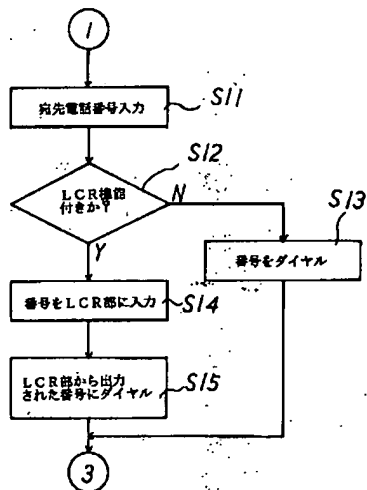 1
宛先電話番号入力
S11
S12
LCR機能
付きか?
N
Y
S13
番号をダイヤル
番号をLCR部に入力
S14
LCR部から出力
された番号にダイヤル
S15
3